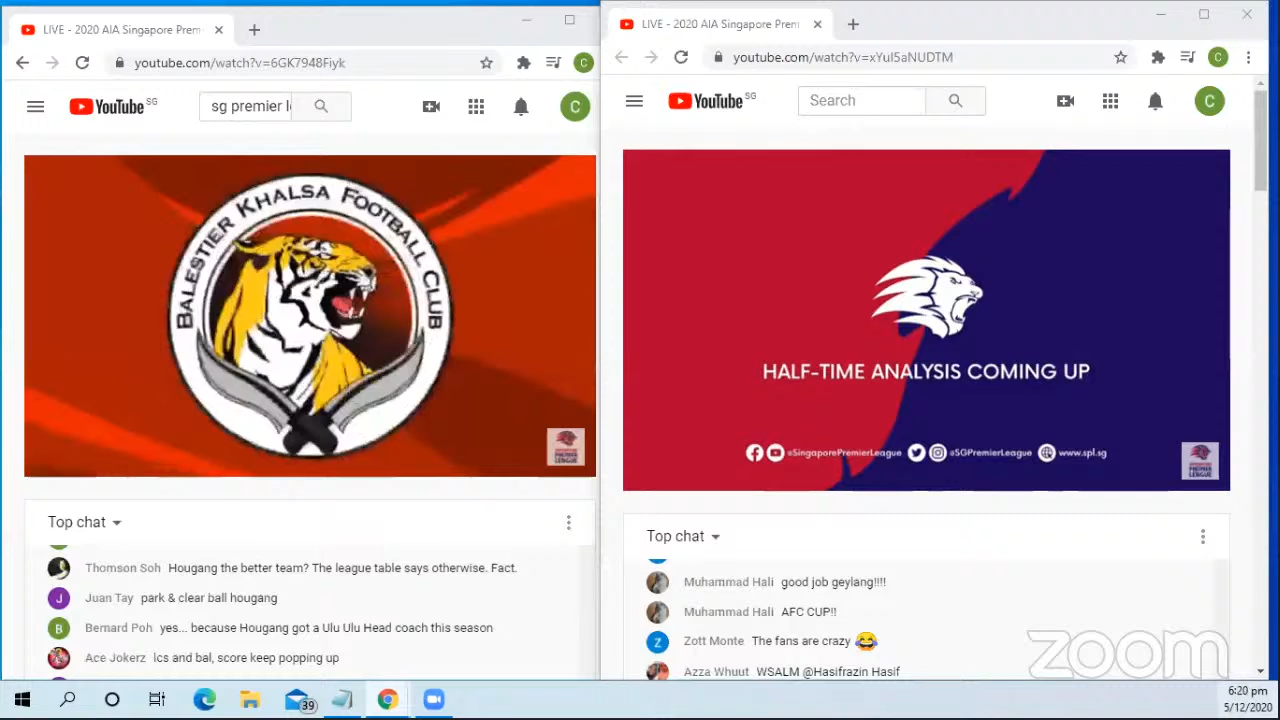 LIVE - 2020 AIA Singapore Prem
youtube.com/watch?v=6GK7948Fiyk
YouTube SG
sg premier l
C
C
BALESTIER KHALSA FOOTBALL CLUB
Top chat
Thomson Soh Hougang the better team? The league table says otherwise. Fact.
J Juan Tay park & clear ball hougang
B Bernard Poh yes... because Hougang got a Ulu Ulu Head coach this season
Ace Jokerz lcs and bal, score keep popping up
LIVE - 2020 AIA Singapore Prem
youtube.com/watch?v=xYuI5aNUDTM
YouTube SG
Search
C
C
HALF-TIME ANALYSIS COMING UP
@SingaporePremierLeague @SGPremierLeague www.spl.sg
PREMIER
LEAGUE
Top chat
Muhammad Hali good job geylang!!!!
Muhammad Hali AFC CUP!!
Z Zott Monte The fans are crazy 😂
Azza Whuut WSALM @Hasifrazin Hasif
zoom
39
6:20 pm
5/12/2020